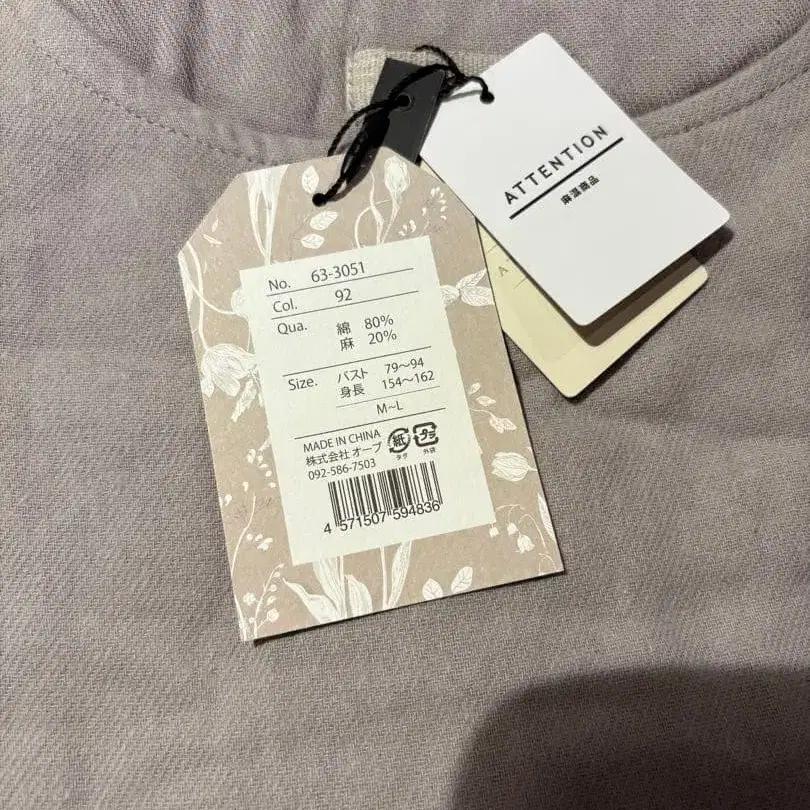 ATTENTION
麻混商品
A
No. 63-3051
Col. 92
Qua. 綿 80%
麻 20%
Size. バスト 79～94
身長 154～162
M~L
MADE IN CHINA
株式会社 オーブ
092-586-7503
紙
タグ
プラ
外袋
4 571507 594836